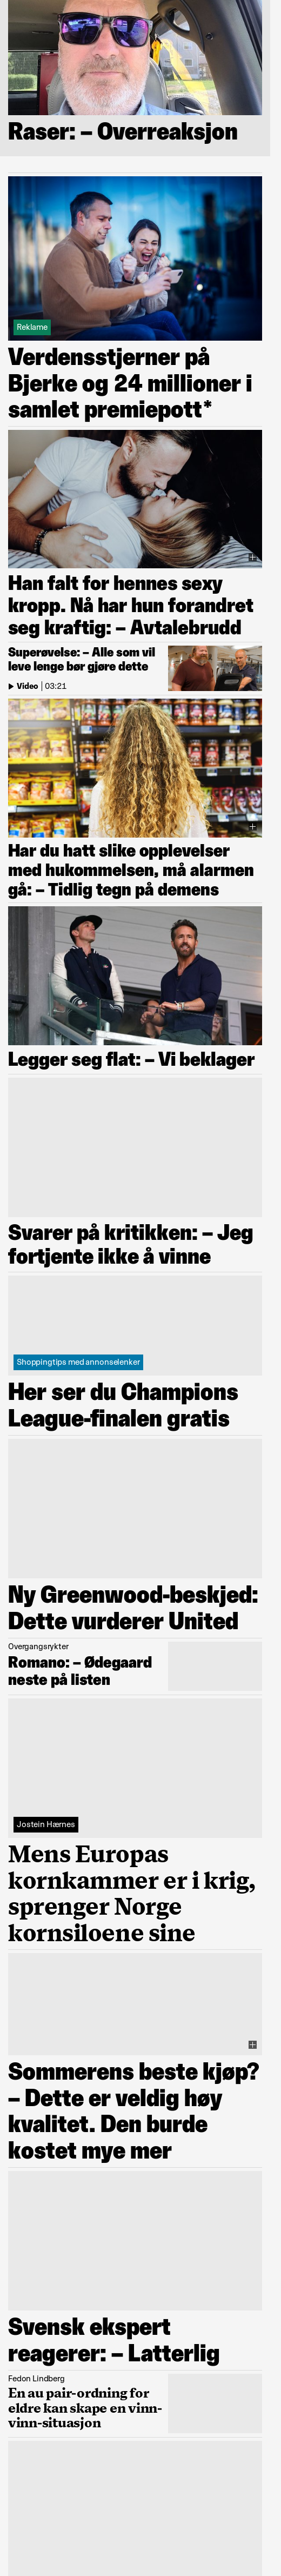 Raser: – Overreaksjon
Reklame
Verdensstjerner på
Bjerke og 24 millioner i
samlet premiepott*
Han falt for hennes sexy
kropp. Nå har hun forandret
seg kraftig: – Avtalebrudd
Superøvelse: – Alle som vil
leve lenge bør gjøre dette
Video | 03:21
Har du hatt slike opplevelser
med hukommelsen, må alarmen
gå: – Tidlig tegn på demens
Legger seg flat: – Vi beklager
Svarer på kritikken: – Jeg
fortjente ikke å vinne
Shoppingtips med annonselenker
Her ser du Champions
League-finalen gratis
Ny Greenwood-beskjed:
Dette vurderer United
Overgangsrykter
Romano: – Ødegaard
neste på listen
Jostein Hærnes
Mens Europas
kornkammer er i krig,
sprenger Norge
kornsiloene sine
Sommerens beste kjøp?
– Dette er veldig høy
kvalitet. Den burde
kostet mye mer
Svensk ekspert
reagerer: – Latterlig
Fedon Lindberg
En au pair-ordning for
eldre kan skape en vinn-
vinn-situasjon